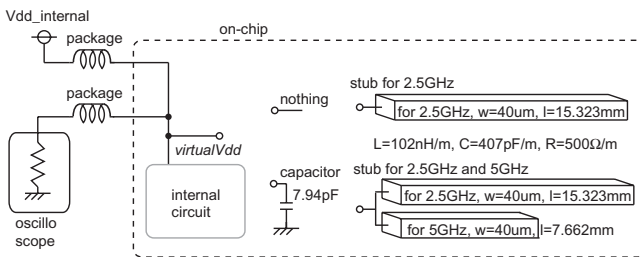 Vdd_internal
on-chip
package
package
virtualVdd
oscillo
scope
internal
circuit
nothing
capacitor
7.94pF
stub for 2.5GHz
for 2.5GHz, w=40um, l=15.323mm
L=102nH/m, C=407pF/m, R=500Ω/m
stub for 2.5GHz and 5GHz
for 2.5GHz, w=40um, l=15.323mm
for 5GHz, w=40um, l=7.662mm